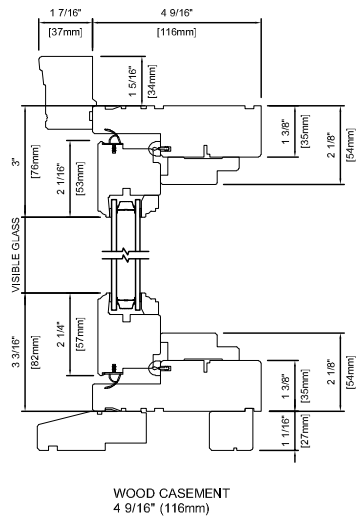 1 7/16"
[37mm]
4 9/16"
[116mm]
1 5/16"
[34mm]
3"
[76mm]
2 1/16"
[53mm]
1 3/8"
[35mm]
2 1/8"
[54mm]
VISIBLE GLASS
3 3/16"
[82mm]
2 1/4"
[57mm]
1 3/8"
[35mm]
2 1/8"
[54mm]
1 1/16"
[27mm]
WOOD CASEMENT
4 9/16" (116mm)